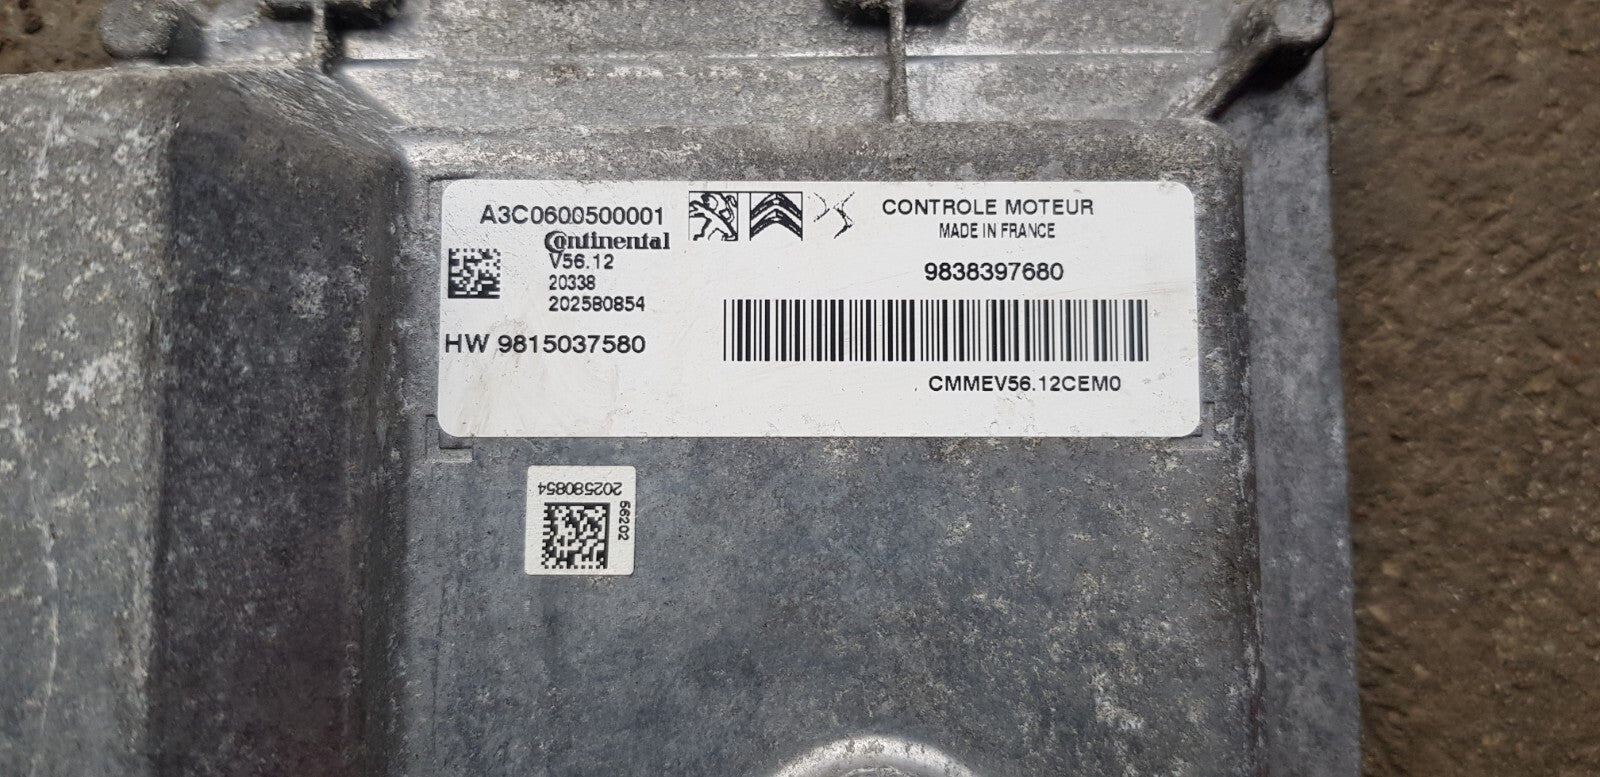 A3C0600500001
Continental
V56.12
20338
202580854
HW 9815037580
CONTROLE MOTEUR
MADE IN FRANCE
9838397680
CMMEV56.12CEM0
202580854
56202